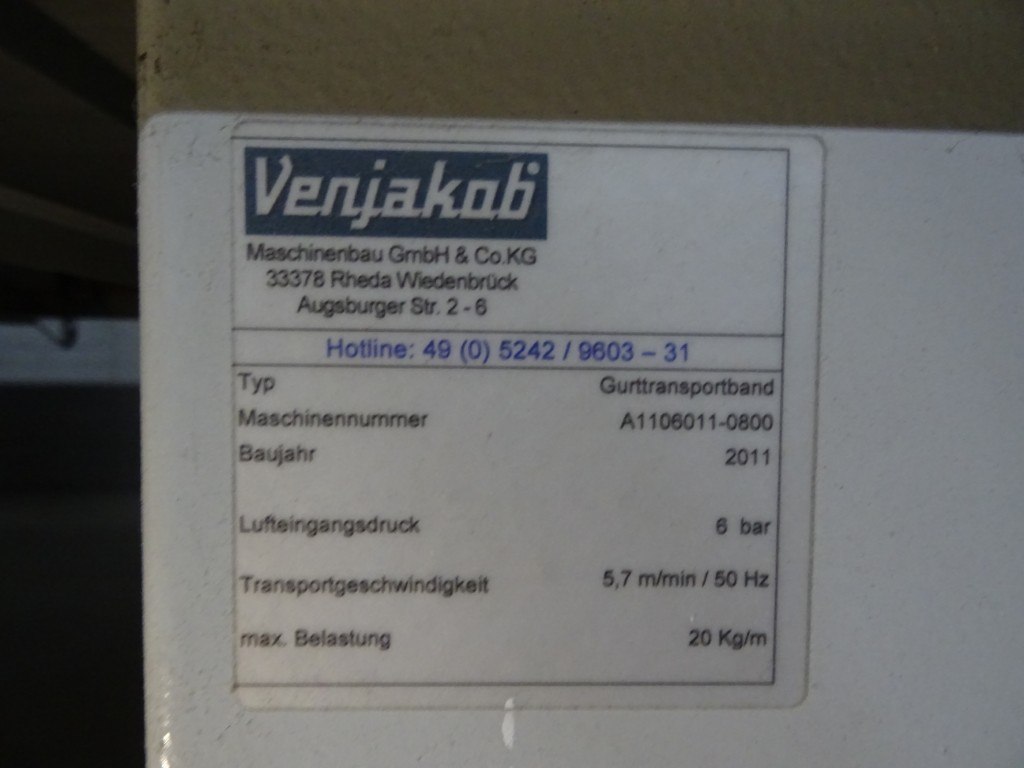 Venjakob
Maschinenbau GmbH & Co.KG
33378 Rheda Wiedenbrück
Augsburger Str. 2 - 6
Hotline: 49 (0) 5242 / 9603 – 31
Typ Gurttransportband
Maschinennummer A1106011-0800
Baujahr 2011
Lufteingangsdruck 6 bar
Transportgeschwindigkeit 5,7 m/min / 50 Hz
max. Belastung 20 Kg/m